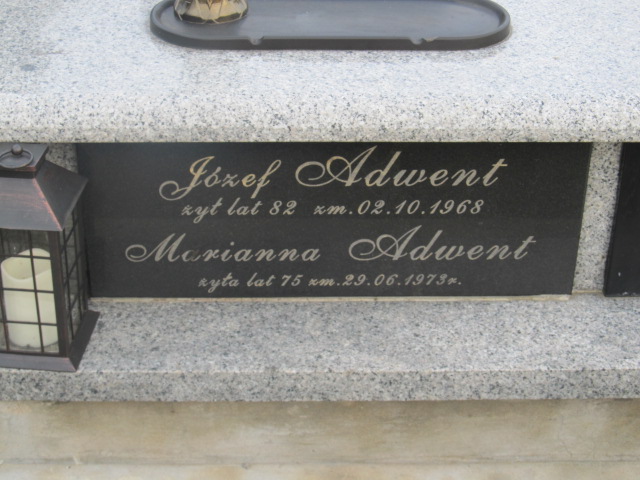 Józef Adwent
żył lat 82 zm. 02.10.1968
Marianna Adwent
żyła lat 75 zm. 29.06.1973r.